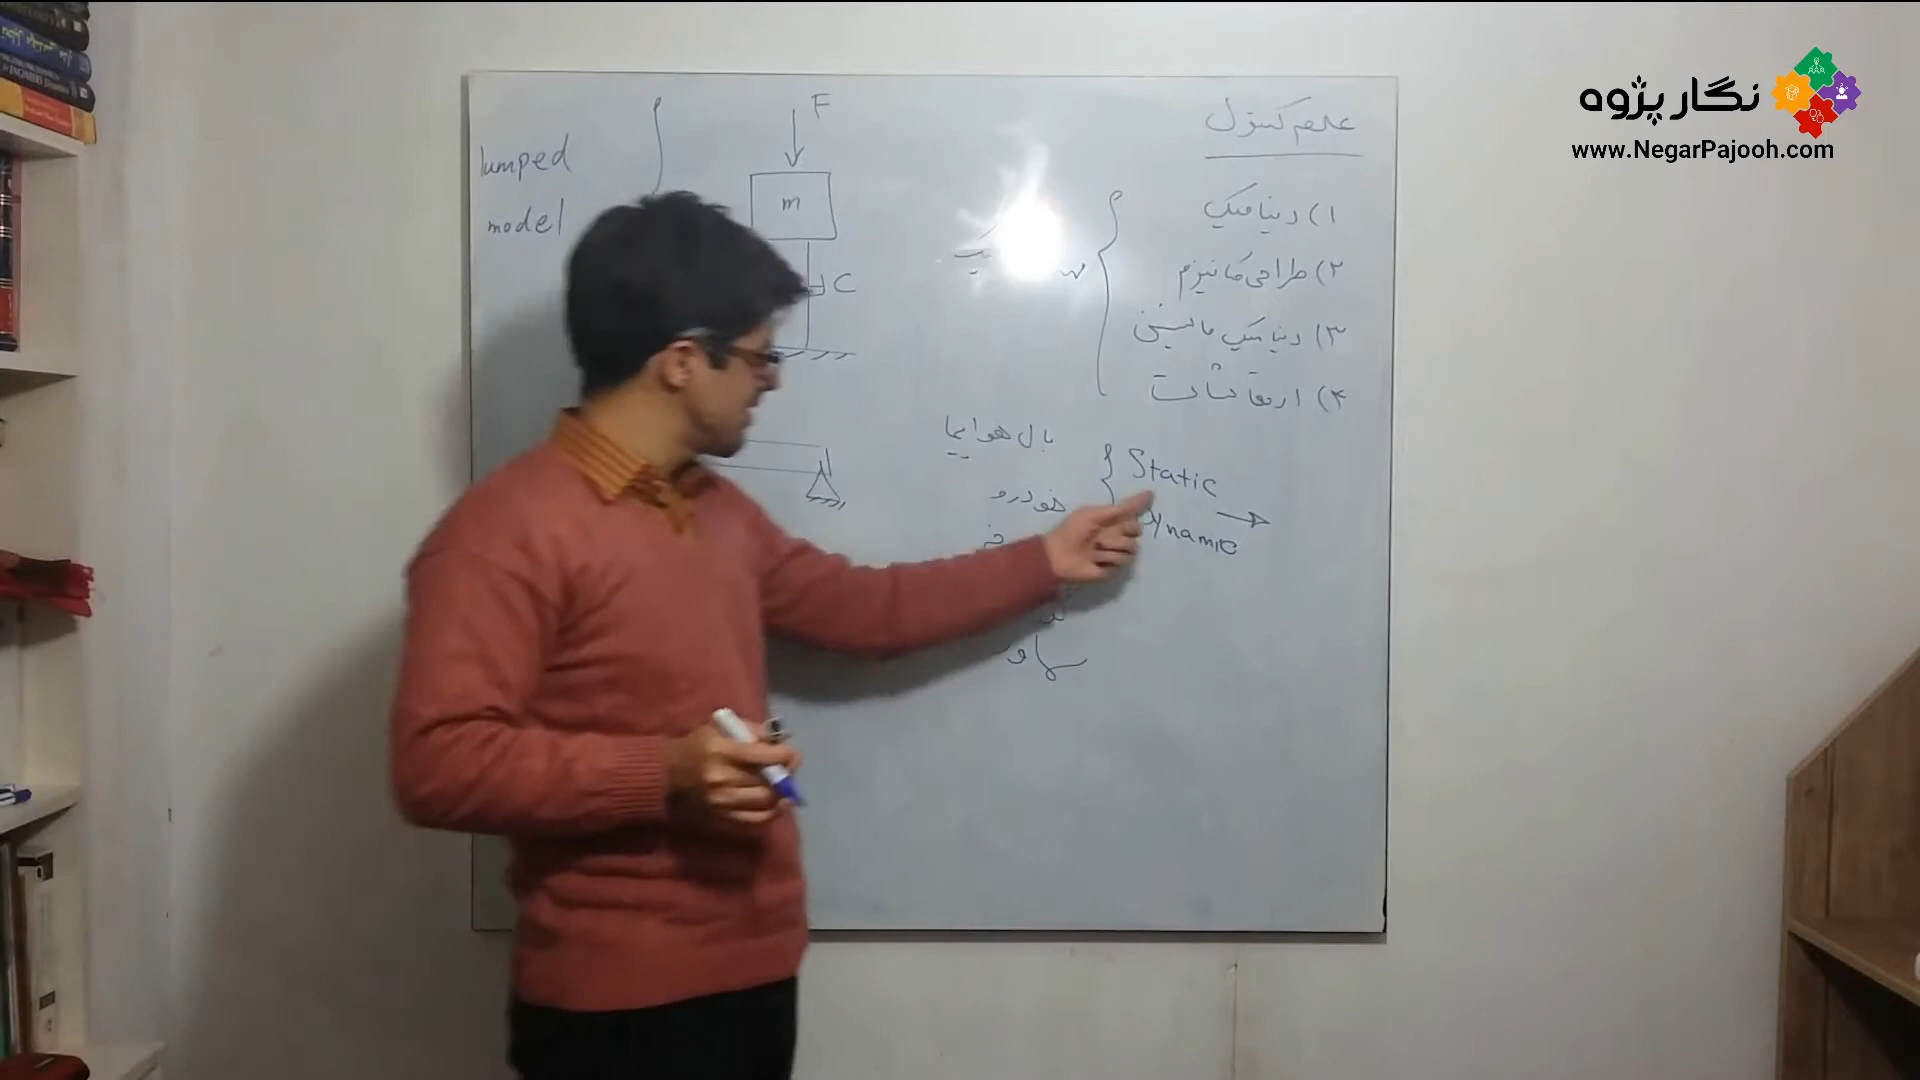 نگار پژوه
www.NegarPajooh.com
علم کنترل
۱) دینامیک
۲) طراحی مکانیزم
۳) دینامیک ماشین
۴) ارتعاشات
lumped
model
F
m
C
بال هواپیما
خودرو
Static
Dynamic